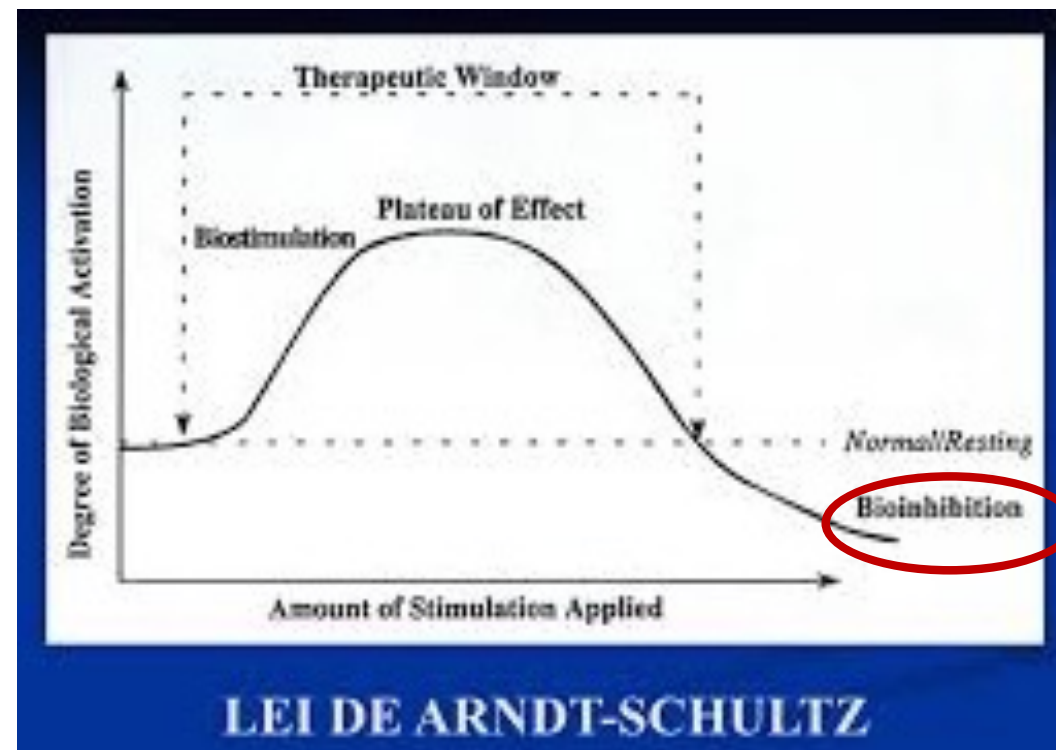 Therapeutic Window
Plateau of Effect
Biostimulation
Degree of Biological Activation
Normal/Resting
Bioinhibition
Amount of Stimulation Applied
LEI DE ARNDT-SCHULTZ